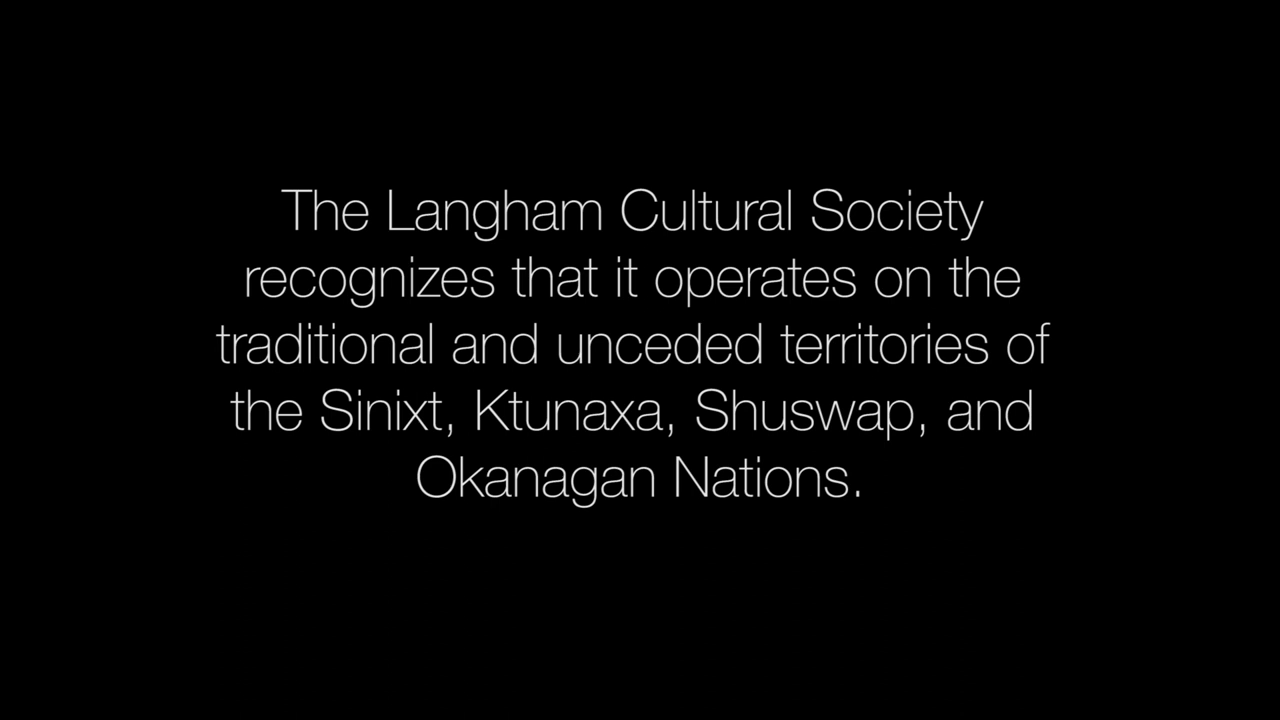 The Langham Cultural Society
recognizes that it operates on the
traditional and unceded territories of
the Sinixt, Ktunaxa, Shuswap, and
Okanagan Nations.